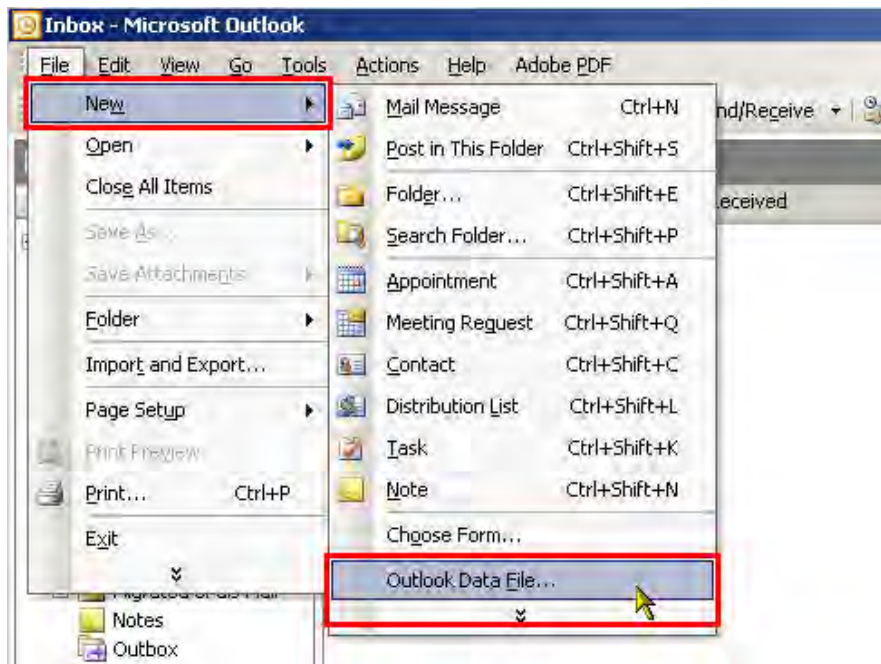 Inbox - Microsoft Outlook
File Edit View Go Tools Actions Help Adobe PDF
New
Open
Close All Items
Save As...
Save Attachments
Folder
Import and Export...
Page Setup
Print Preview
Print... Ctrl+P
Exit
Mail Message Ctrl+N
Post in This Folder Ctrl+Shift+S
Folder... Ctrl+Shift+E
Search Folder... Ctrl+Shift+P
Appointment Ctrl+Shift+A
Meeting Request Ctrl+Shift+Q
Contact Ctrl+Shift+C
Distribution List Ctrl+Shift+L
Task Ctrl+Shift+K
Note Ctrl+Shift+N
Choose Form...
Outlook Data File...
nd/Receive
eceived
Notes
Outbox